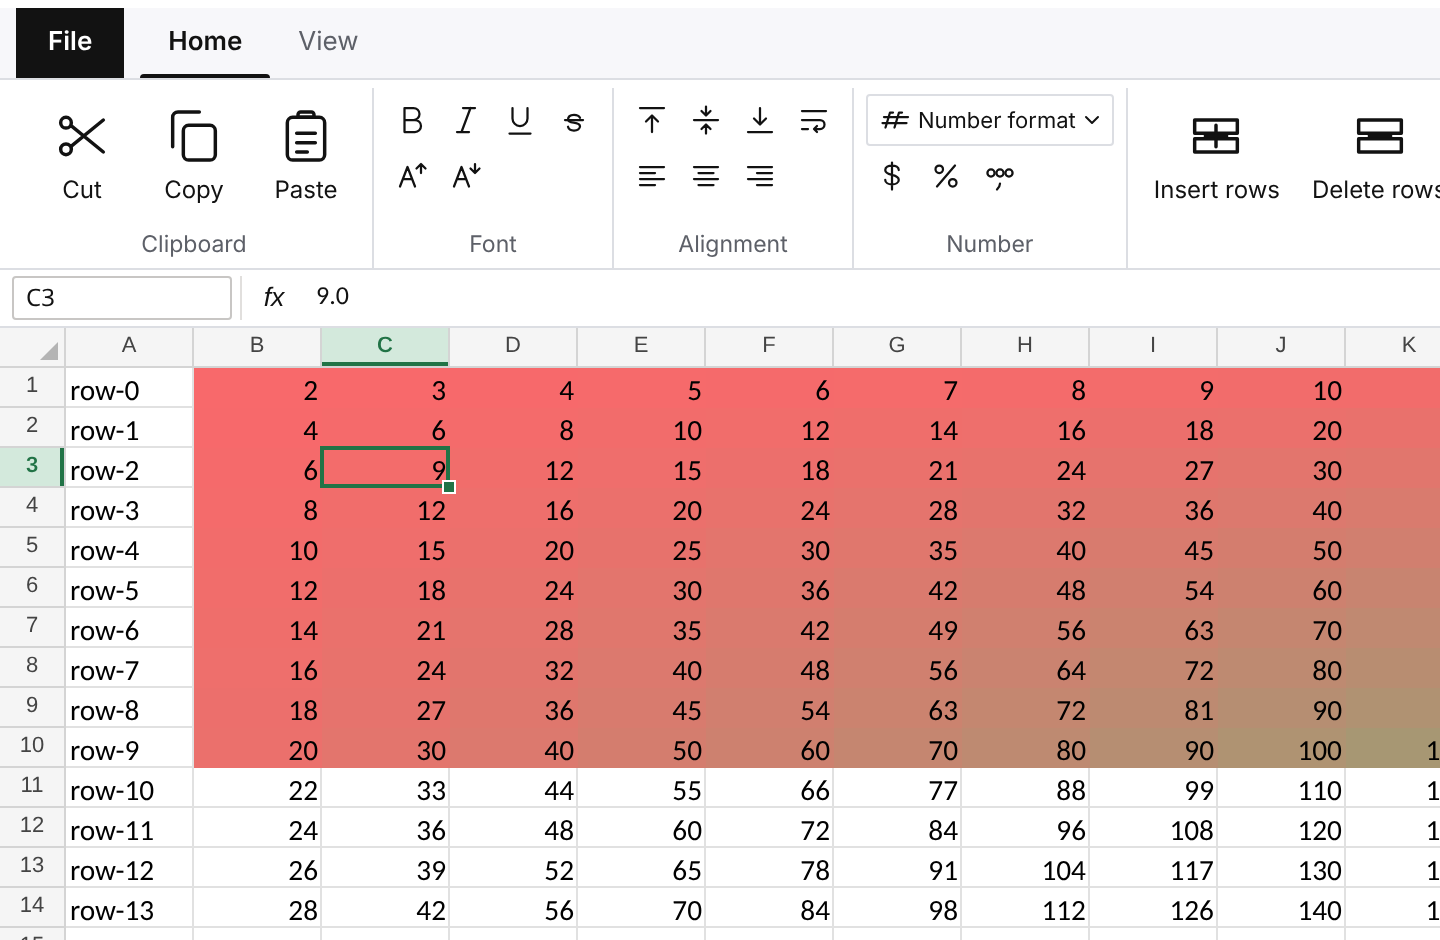 File Home View
B I U S Number format
A A $ %
Cut Copy Paste Insert rows Delete rows
Clipboard Font Alignment Number
C3 fx 9.0
A B C D E F G H I J K
1 row-0 2 3 4 5 6 7 8 9 10
2 row-1 4 6 8 10 12 14 16 18 20
3 row-2 6 9 12 15 18 21 24 27 30
4 row-3 8 12 16 20 24 28 32 36 40
5 row-4 10 15 20 25 30 35 40 45 50
6 row-5 12 18 24 30 36 42 48 54 60
7 row-6 14 21 28 35 42 49 56 63 70
8 row-7 16 24 32 40 48 56 64 72 80
9 row-8 18 27 36 45 54 63 72 81 90
10 row-9 20 30 40 50 60 70 80 90 100
11 row-10 22 33 44 55 66 77 88 99 110
12 row-11 24 36 48 60 72 84 96 108 120
13 row-12 26 39 52 65 78 91 104 117 130
14 row-13 28 42 56 70 84 98 112 126 140